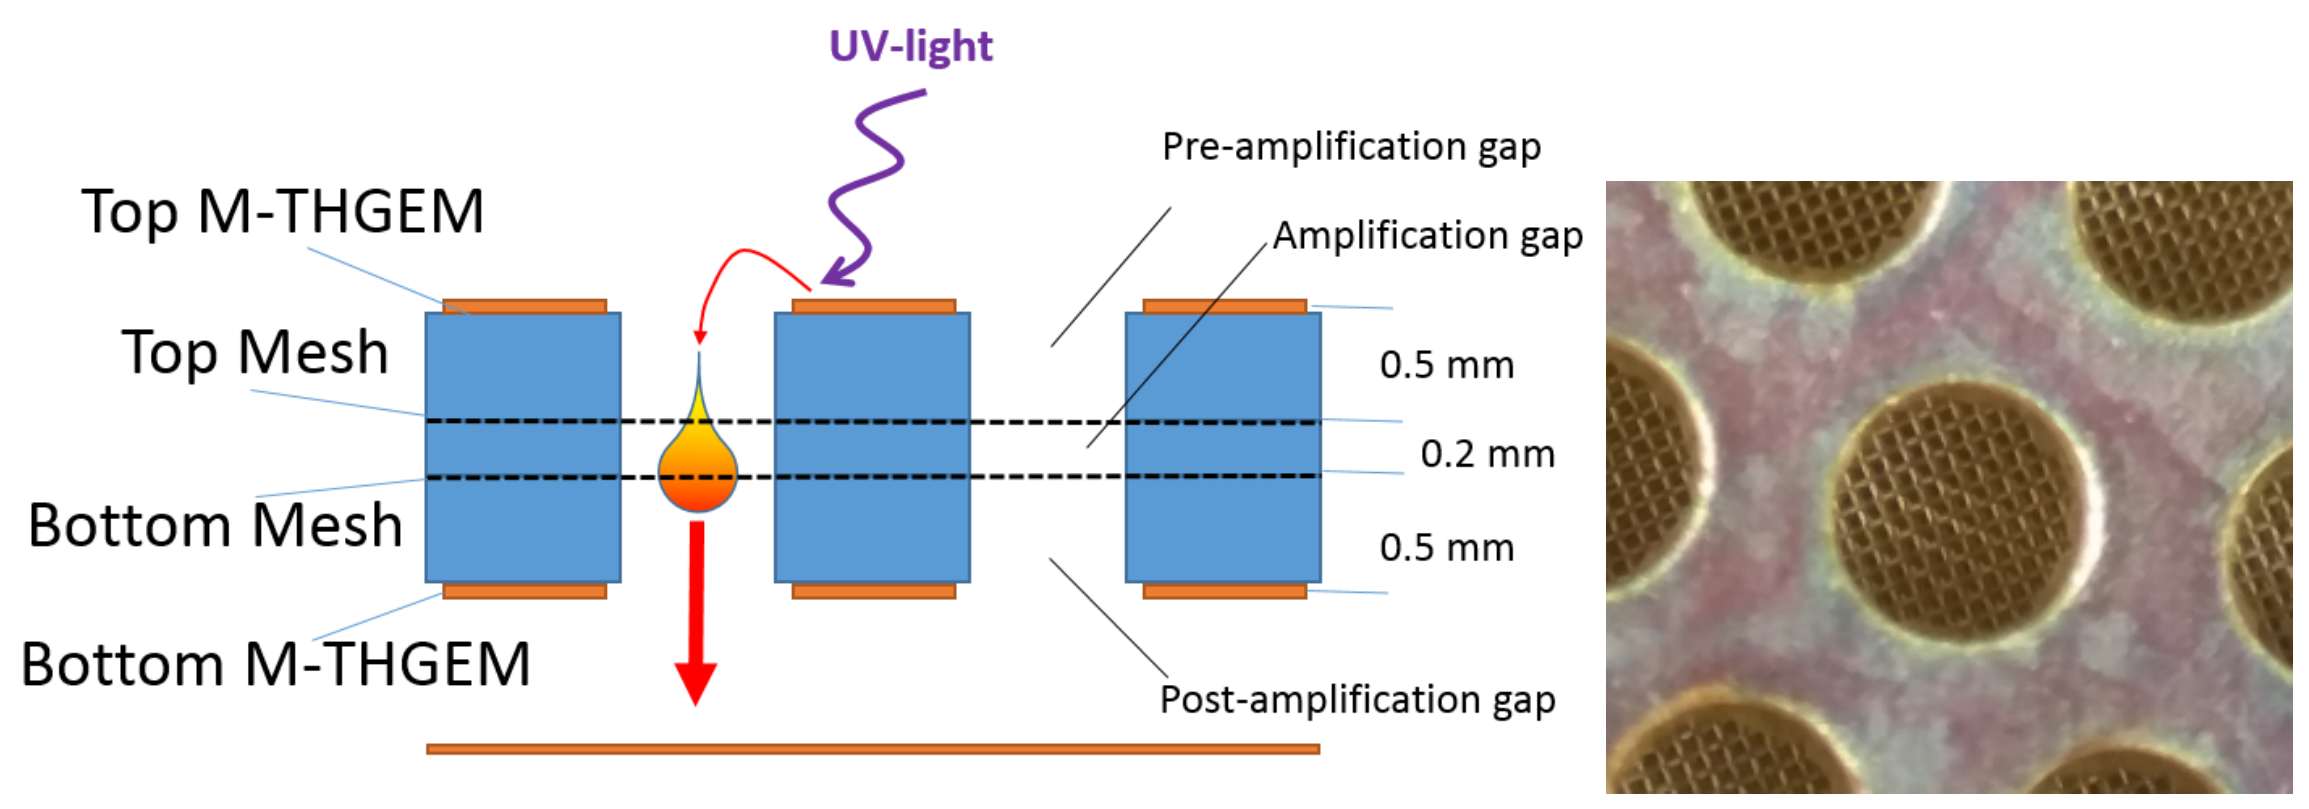 UV-light
Pre-amplification gap
Top M-THGEM
Amplification gap
Top Mesh
0.5 mm
0.2 mm
Bottom Mesh
0.5 mm
Bottom M-THGEM
Post-amplification gap